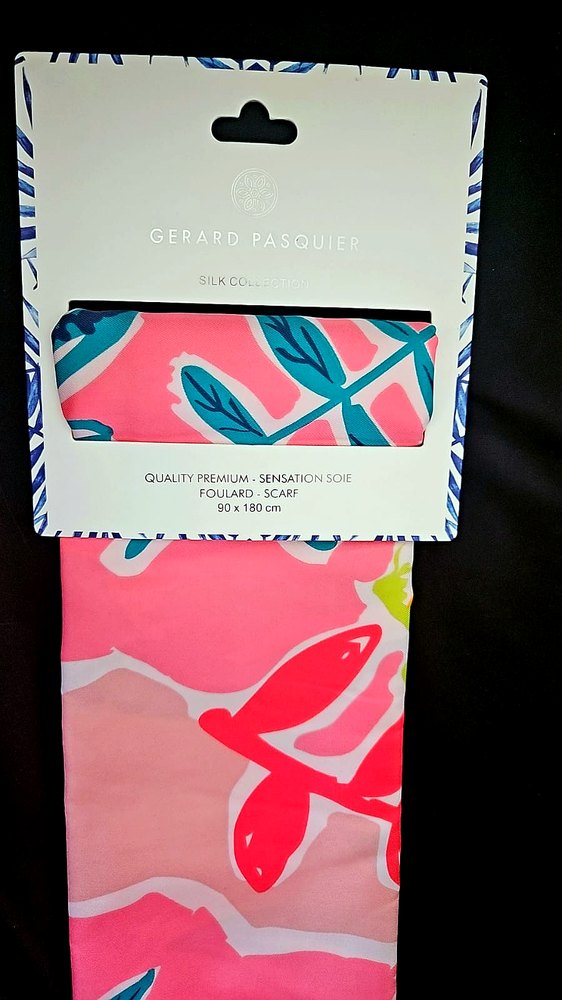 GERARD PASQUIER
SILK COLLECTION
QUALITY PREMIUM - SENSATION SOIE
FOULARD - SCARF
90 x 180 cm